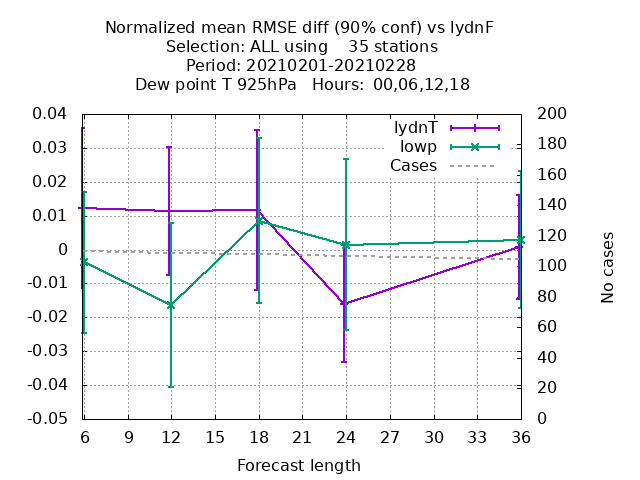 Normalized mean RMSE diff (90% conf) vs IydnF
Selection: ALL using    35 stations
Period: 20210201-20210228
Dew point T 925hPa   Hours: 00,06,12,18
IydnT
lowp
Cases
0.04
0.03
0.02
0.01
0
-0.01
-0.02
-0.03
-0.04
-0.05
200
180
160
140
120
100
80
60
40
20
0
No cases
6 9 12 15 18 21 24 27 30 33 36
Forecast length